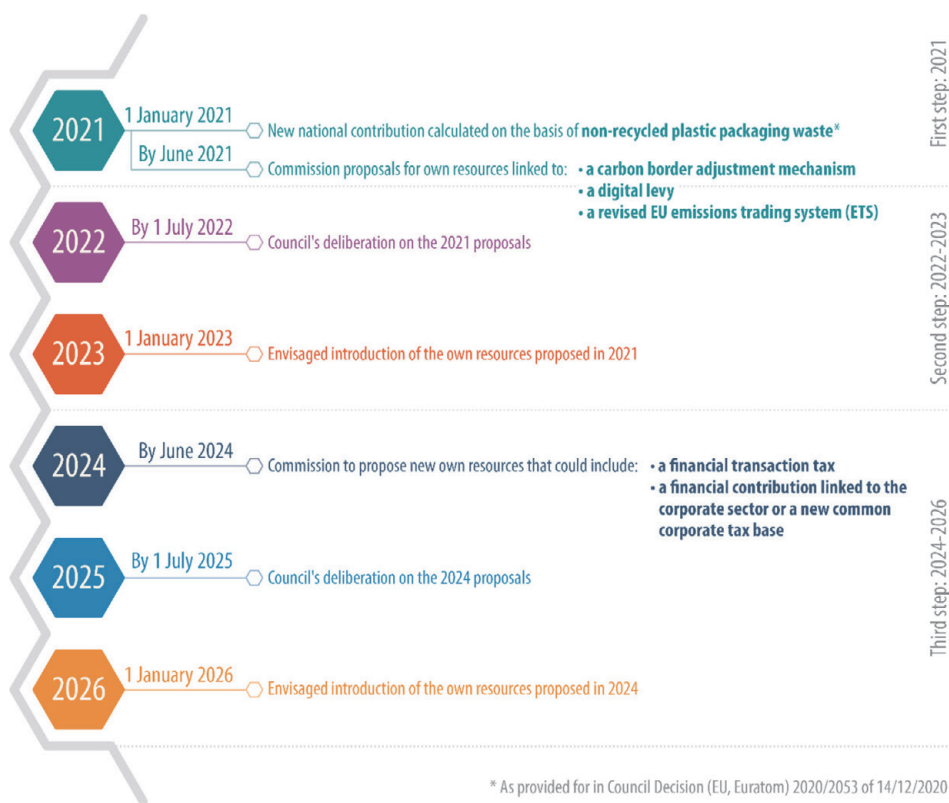 First step: 2021
2021
1 January 2021
New national contribution calculated on the basis of non-recycled plastic packaging waste*
By June 2021
Commission proposals for own resources linked to:
• a carbon border adjustment mechanism
• a digital levy
• a revised EU emissions trading system (ETS)
Second step: 2022-2023
2022
By 1 July 2022
Council's deliberation on the 2021 proposals
2023
1 January 2023
Envisaged introduction of the own resources proposed in 2021
Third step: 2024-2026
2024
By June 2024
Commission to propose new own resources that could include:
• a financial transaction tax
• a financial contribution linked to the
corporate sector or a new common
corporate tax base
2025
By 1 July 2025
Council's deliberation on the 2024 proposals
2026
1 January 2026
Envisaged introduction of the own resources proposed in 2024
* As provided for in Council Decision (EU, Euratom) 2020/2053 of 14/12/2020